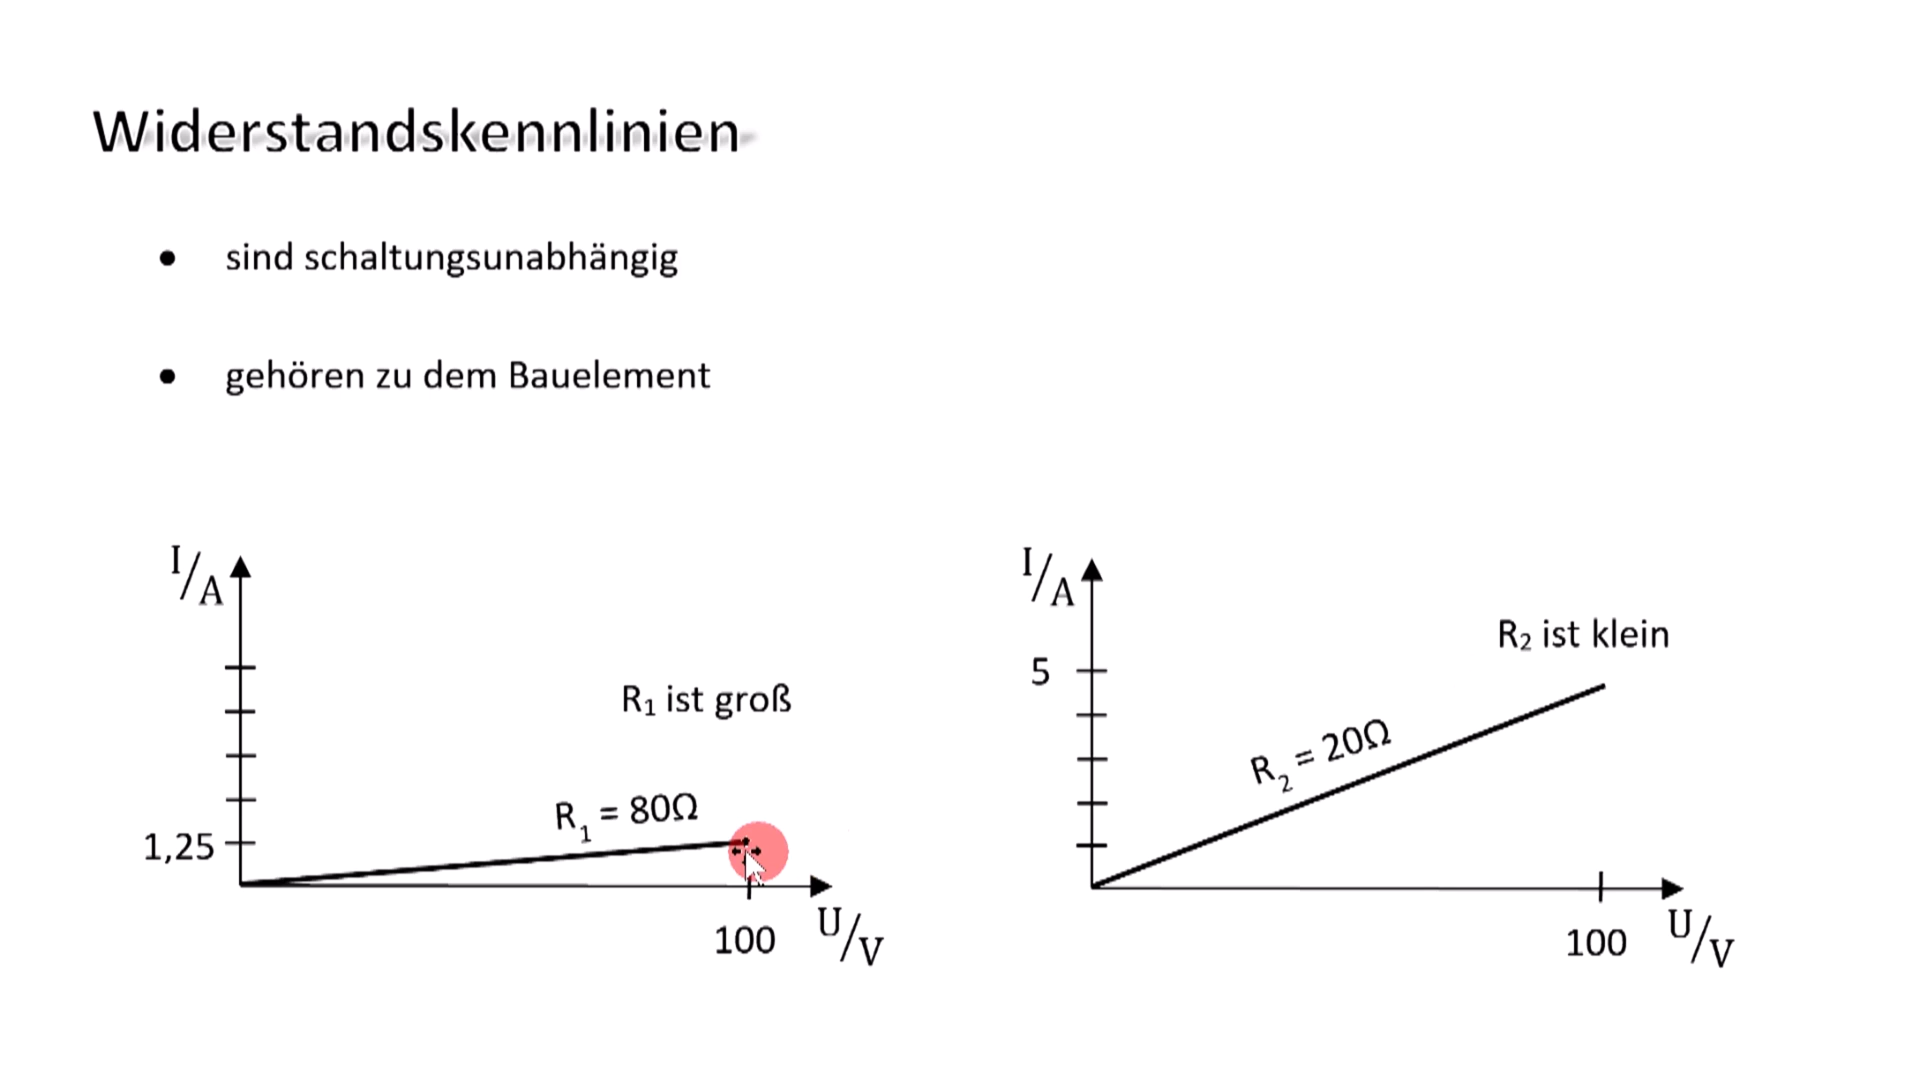 Widerstandskennlinien
• sind schaltungsunabhängig
• gehören zu dem Bauelement
I/A
R₁ ist groß
R₁ = 80Ω
1,25
100
U/V
I/A
R₂ ist klein
5
R₂ = 20Ω
100
U/V